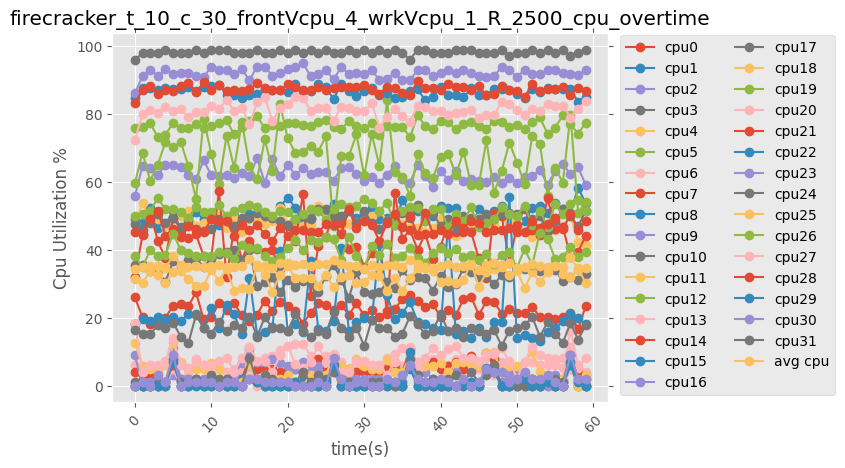 firecracker_t_10_c_30_frontVcpu_4_wrkVcpu_1_R_2500_cpu_overtime
100
80
60
40
20
0
Cpu Utilization %
0
10
20
30
40
50
60
time(s)
cpu0
cpu1
cpu2
cpu3
cpu4
cpu5
cpu6
cpu7
cpu8
cpu9
cpu10
cpu11
cpu12
cpu13
cpu14
cpu15
cpu16
cpu17
cpu18
cpu19
cpu20
cpu21
cpu22
cpu23
cpu24
cpu25
cpu26
cpu27
cpu28
cpu29
cpu30
cpu31
avg cpu